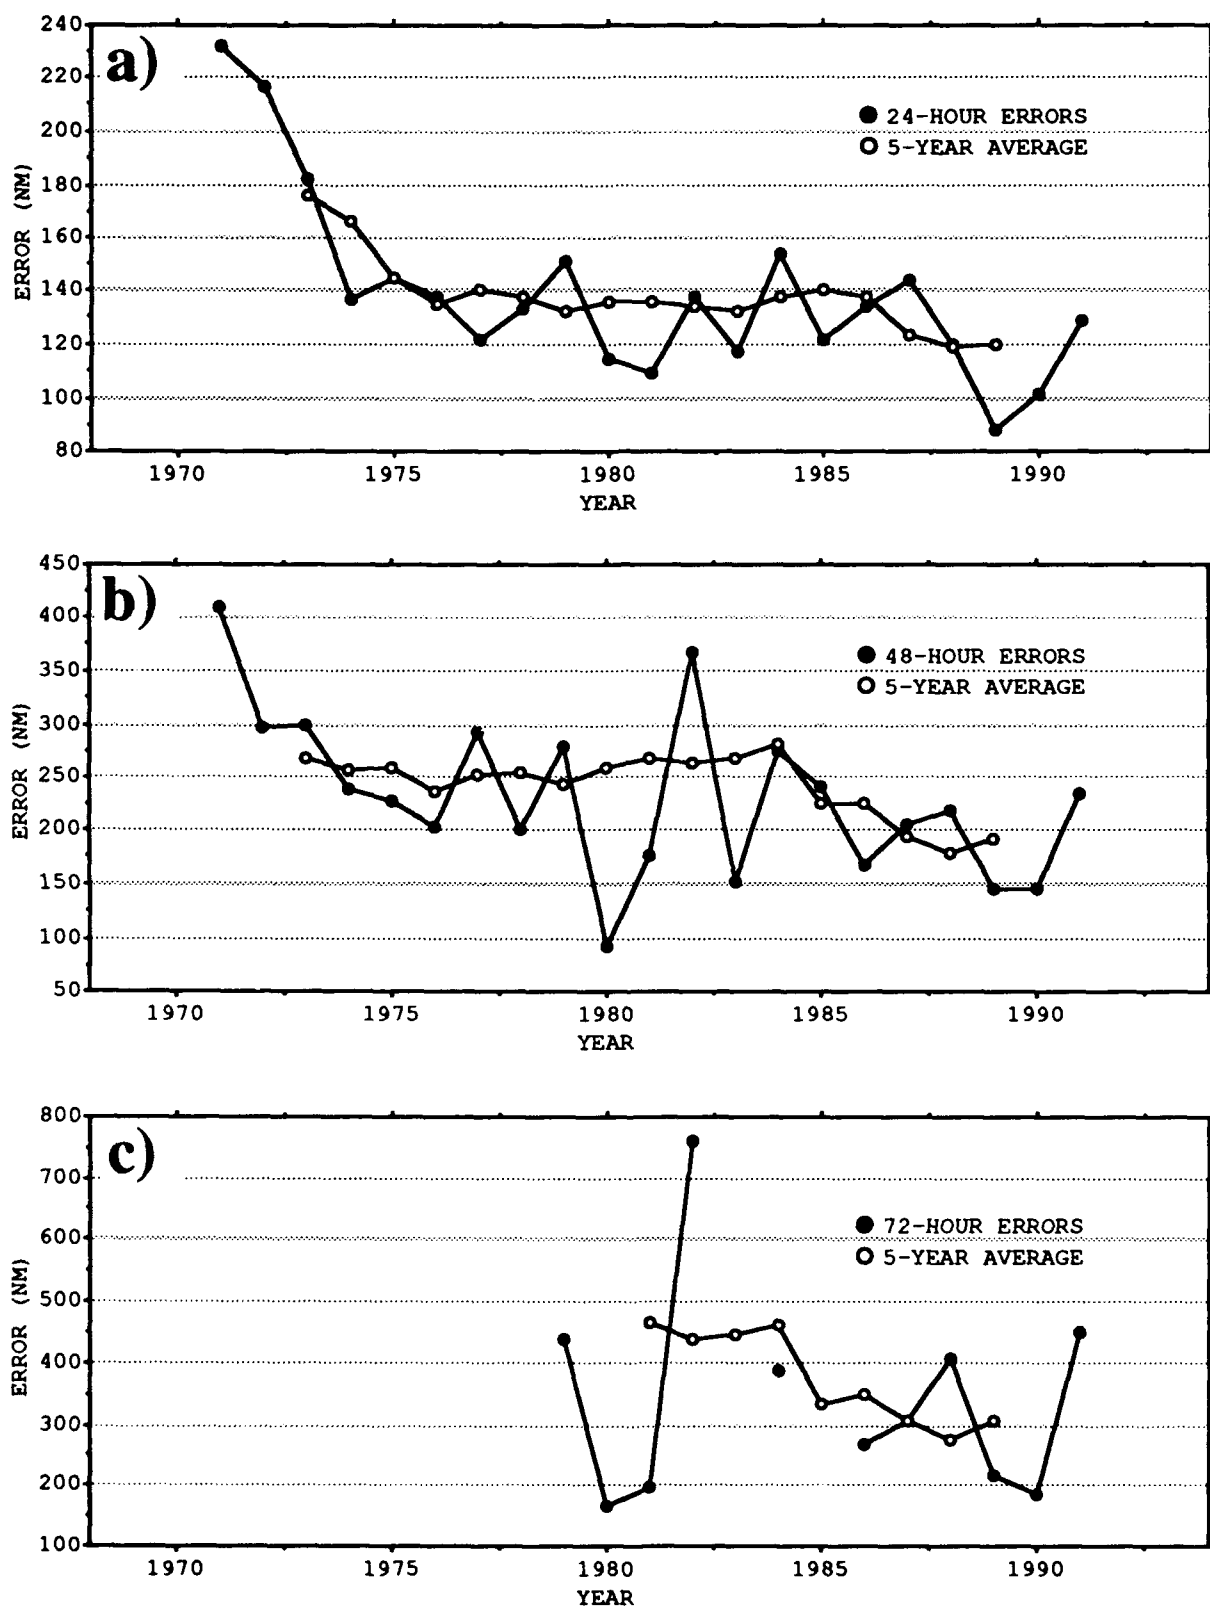 a)
240
220
200
180
160
140
120
100
80
ERROR (NM)
24-HOUR ERRORS
5-YEAR AVERAGE
1970 1975 1980 1985 1990
YEAR
b)
450
400
350
300
250
200
150
100
50
ERROR (NM)
48-HOUR ERRORS
5-YEAR AVERAGE
1970 1975 1980 1985 1990
YEAR
c)
800
700
600
500
400
300
200
100
ERROR (NM)
72-HOUR ERRORS
5-YEAR AVERAGE
1970 1975 1980 1985 1990
YEAR